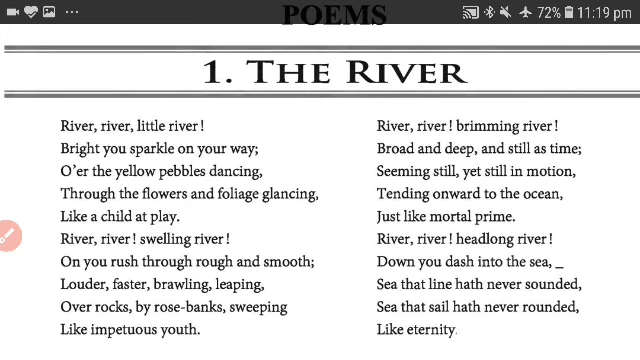 POEMS
72% 11:19 pm
1. THE RIVER
River, river, little river!
Bright you sparkle on your way;
O'er the yellow pebbles dancing,
Through the flowers and foliage glancing,
Like a child at play.
River, river! swelling river!
On you rush through rough and smooth;
Louder, faster, brawling, leaping,
Over rocks, by rose-banks, sweeping
Like impetuous youth.
River, river! brimming river!
Broad and deep, and still as time;
Seeming still, yet still in motion,
Tending onward to the ocean,
Just like mortal prime.
River, river! headlong river!
Down you dash into the sea, _
Sea that line hath never sounded,
Sea that sail hath never rounded,
Like eternity.